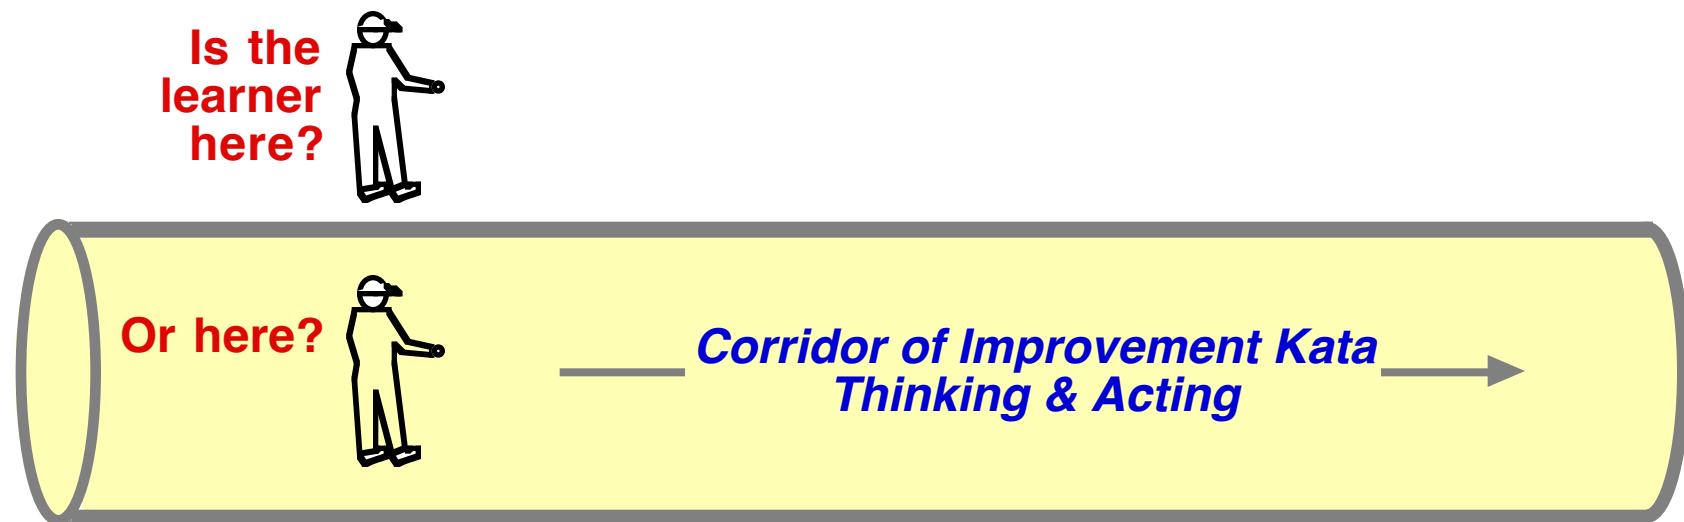 Is the
learner
here?
Or here?
Corridor of Improvement Kata
Thinking & Acting